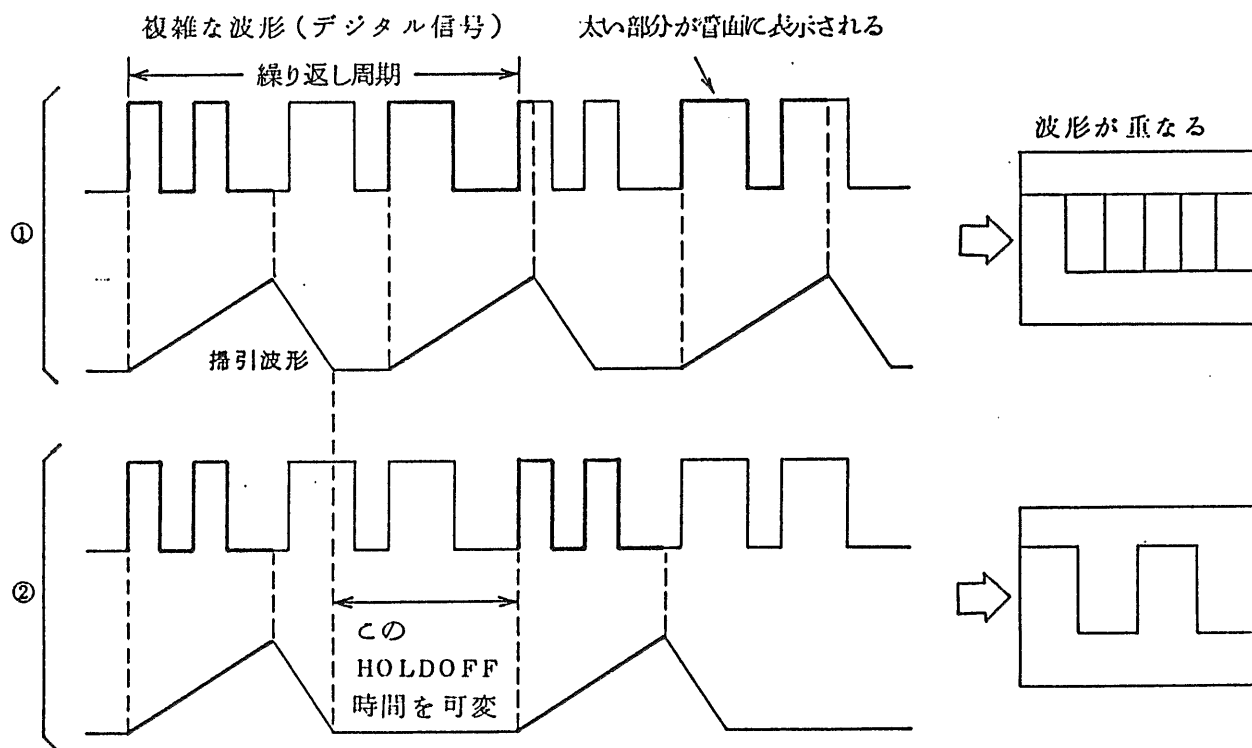 複雑な波形(デジタル信号)
太い部分が管面に表示される
繰り返し周期
波形が重なる
①
掃引波形
②
この
HOLDOFF
時間を可変